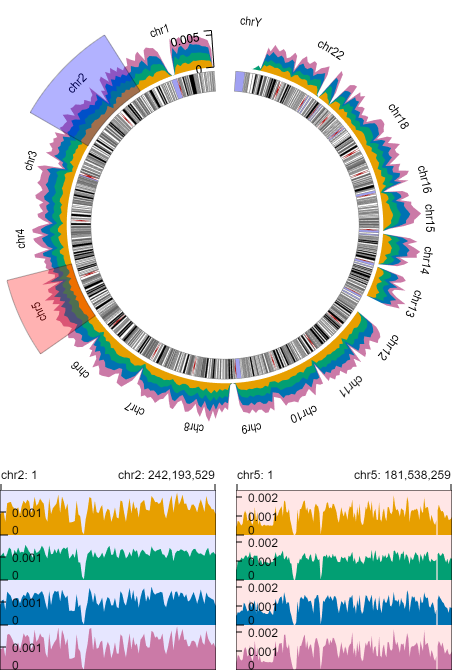 chrY
chr1
0.005
0
chr22
chr2
chr18
chr3
chr16
chr15
chr4
chr14
chr5
chr13
chr6
chr12
chr7
chr11
chr8
chr9
chr10
chr2: 1 chr2: 242,193,529
0.001
0
0.001
0
0.001
0
0.001
0
chr5: 1 chr5: 181,538,259
0.002
0.001
0
0.002
0.001
0
0.002
0.001
0
0.002
0.001
0